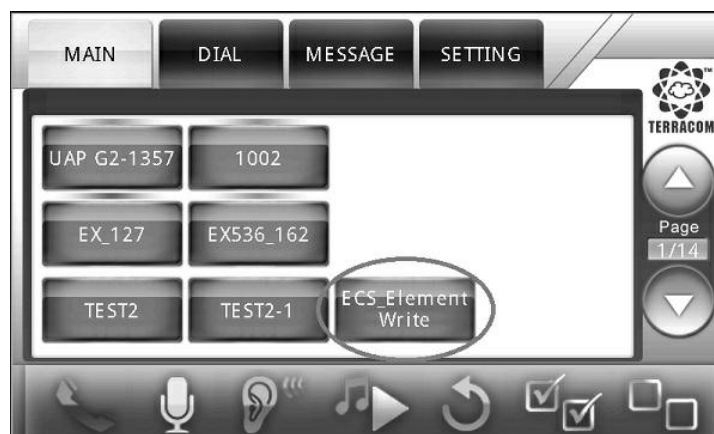 MAIN
DIAL
MESSAGE
SETTING
TM
TERRACOM
UAP G2-1357
1002
EX_127
EX536_162
Page
1/14
TEST2
TEST2-1
ECS_Element
Write